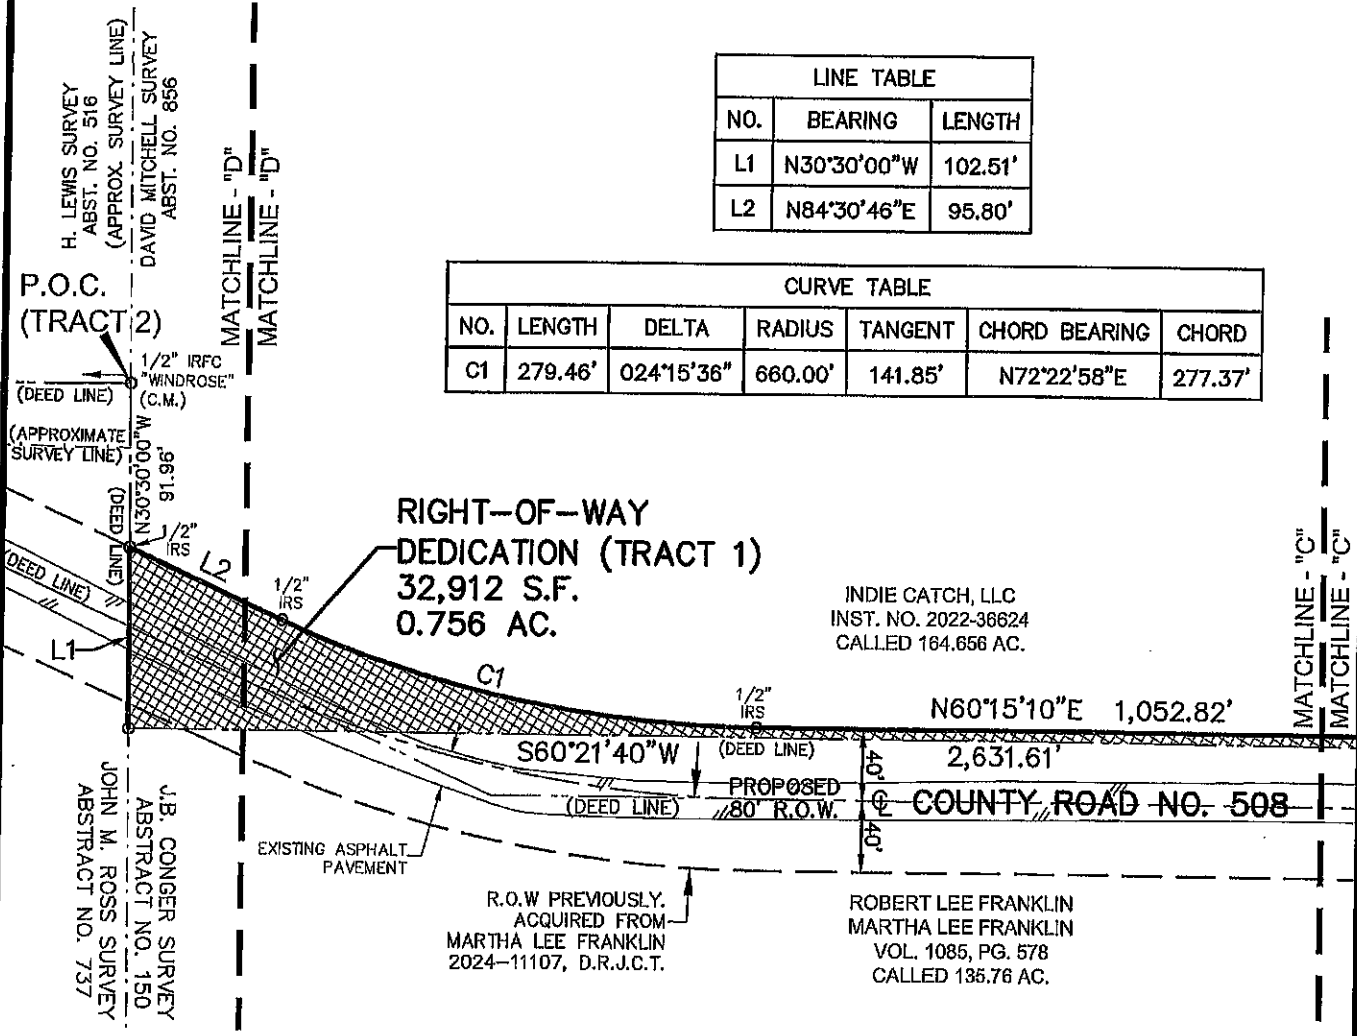 H. LEWIS SURVEY
ABST. NO. 516
(APPROX. SURVEY LINE)
DAVID MITCHELL SURVEY
ABST. NO. 856
MATCHLINE - "D"
MATCHLINE - "D"
LINE TABLE
NO. BEARING LENGTH
L1 N30°30'00"W 102.51'
L2 N84°30'46"E 95.80'
CURVE TABLE
NO. LENGTH DELTA RADIUS TANGENT CHORD BEARING CHORD
C1 279.46' 024°15'36" 660.00' 141.85' N72°22'58"E 277.37'
P.O.C.
(TRACT 2)
1/2" IRFC
"WINDROSE"
(C.M.)
(DEED LINE)
(APPROXIMATE
SURVEY LINE)
N30°30'00"W
91.96'
(DEED LINE)
1/2"
IRS
L2
1/2"
IRS
(DEED LINE)
L1
RIGHT-OF-WAY
DEDICATION (TRACT 1)
32,912 S.F.
0.756 AC.
INDIE CATCH, LLC
INST. NO. 2022-36624
CALLED 164.656 AC.
MATCHLINE - "C"
MATCHLINE - "C"
C1
1/2"
IRS
N60°15'10"E 1,052.82'
S60°21'40"W
(DEED LINE)
2,631.61'
40'
PROPOSED
80' R.O.W.
(DEED LINE)
℄ COUNTY ROAD NO. 508
40'
EXISTING ASPHALT
PAVEMENT
R.O.W PREVIOUSLY.
ACQUIRED FROM
MARTHA LEE FRANKLIN
2024-11107, D.R.J.C.T.
ROBERT LEE FRANKLIN
MARTHA LEE FRANKLIN
VOL. 1085, PG. 578
CALLED 135.76 AC.
J.B. CONGER SURVEY
ABSTRACT NO. 150
JOHN M. ROSS SURVEY
ABSTRACT NO. 737